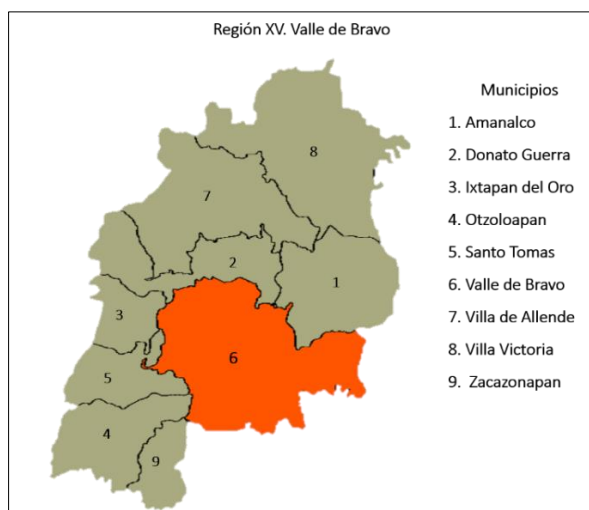 Región XV. Valle de Bravo
Municipios
1. Amanalco
2. Donato Guerra
3. Ixtapan del Oro
4. Otzoloapan
5. Santo Tomas
6. Valle de Bravo
7. Villa de Allende
8. Villa Victoria
9. Zacazonapan
8
7
2
1
3
6
5
4
9